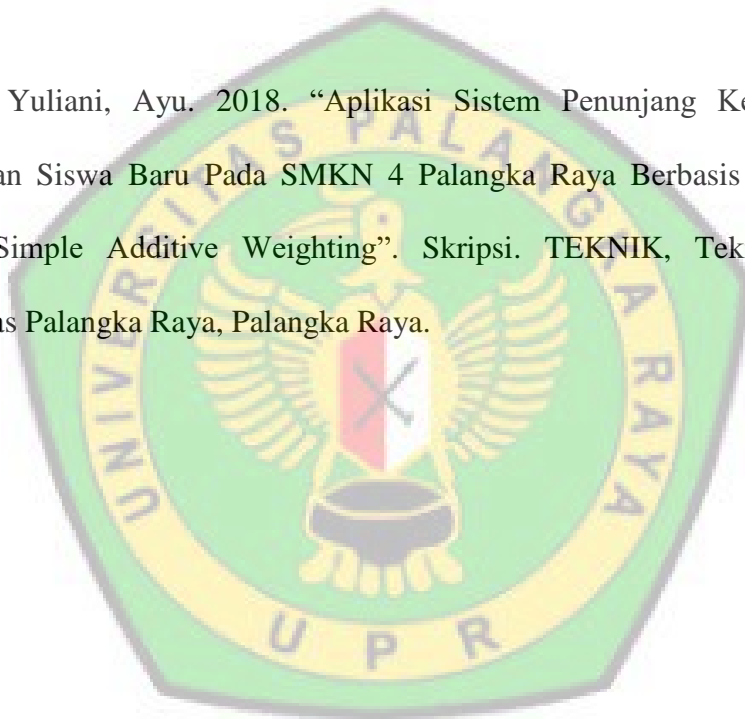 Yuliani, Ayu. 2018. “Aplikasi Sistem Penunjang Ke
an Siswa Baru Pada SMKN 4 Palangka Raya Berbasis
Simple Additive Weighting”. Skripsi. TEKNIK, Tek
as Palangka Raya, Palangka Raya.
UNIVERSITAS PALANGKA RAYA
UPR